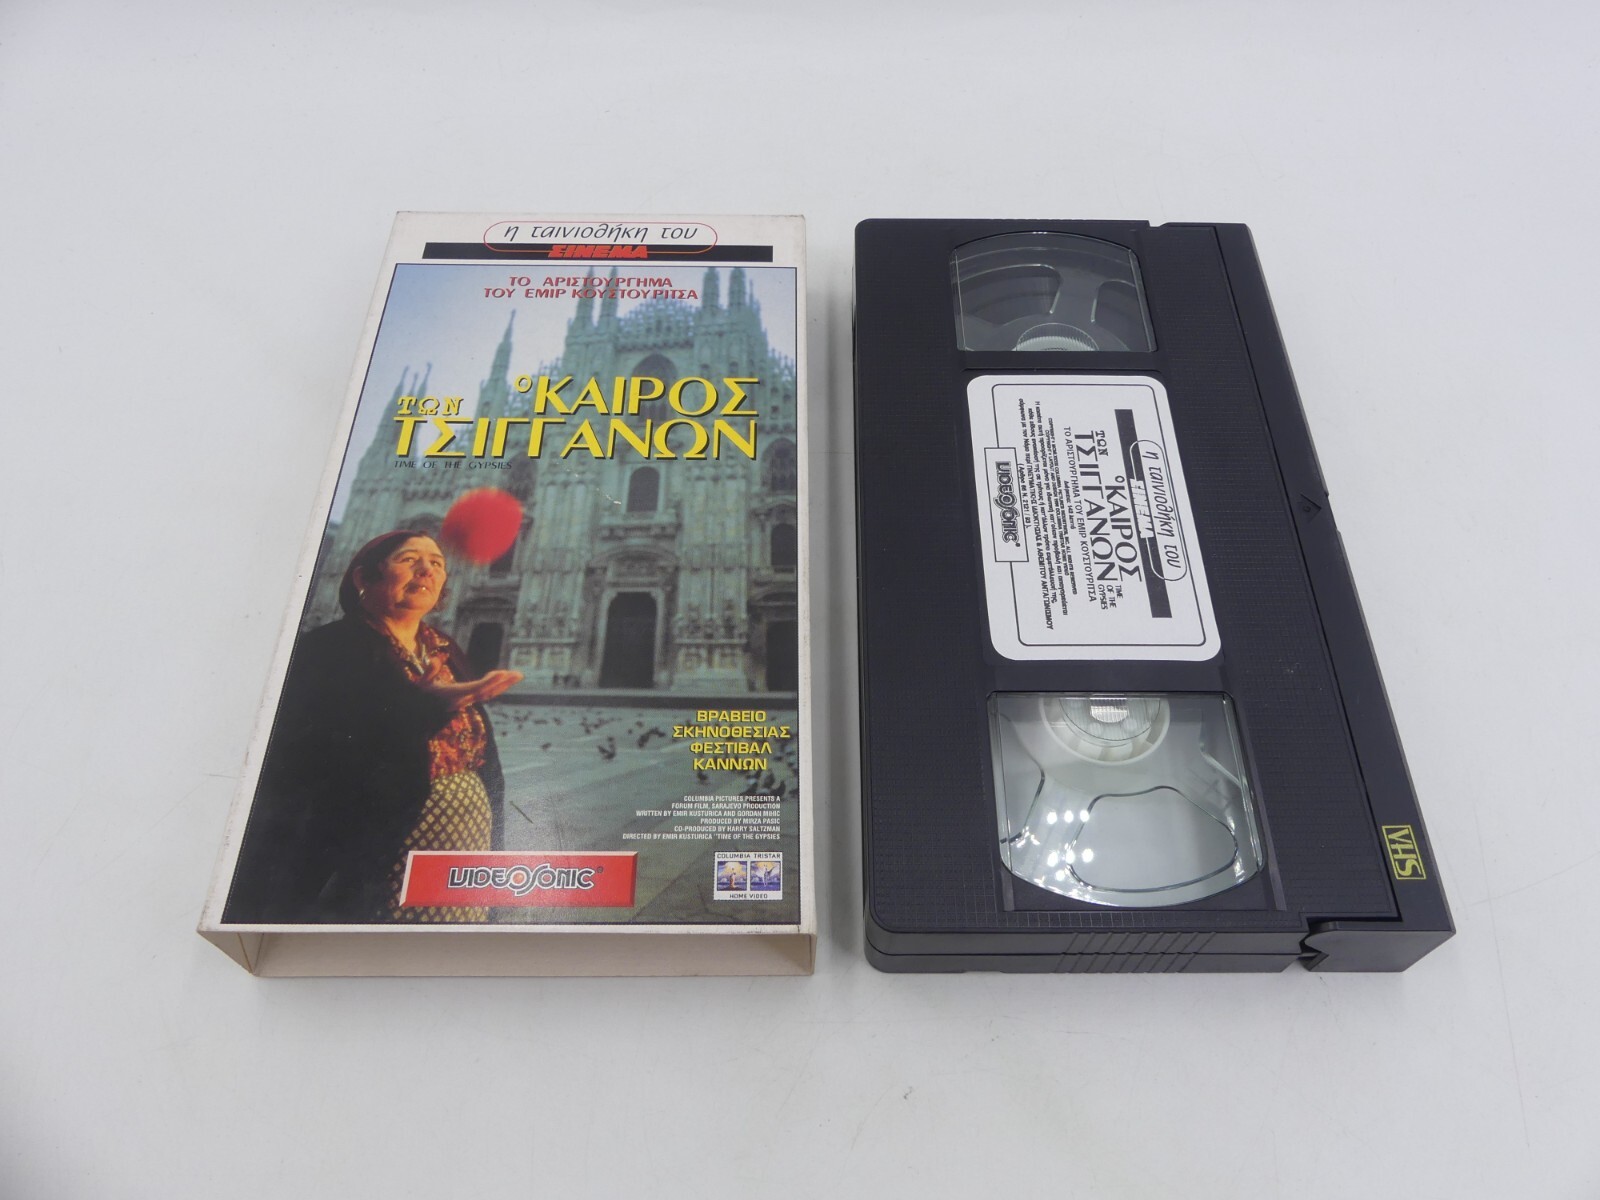 η ταινιοθήκη του
ΣΙΝΕΜΑ
ΤΟ ΑΡΙΣΤΟΥΡΓΗΜΑ
ΤΟΥ ΕΜΙΡ ΚΟΥΣΤΟΥΡΙΤΣΑ
Ο ΚΑΙΡΟΣ
ΤΩΝ
ΤΣΙΓΓΑΝΩΝ
TIME OF THE GYPSIES
ΒΡΑΒΕΙΟ
ΣΚΗΝΟΘΕΣΙΑΣ
ΦΕΣΤΙΒΑΛ
ΚΑΝΝΩΝ
COLUMBIA PICTURES PRESENTS A
FORUM FILM, SARAJEVO PRODUCTION
WRITTEN BY EMIR KUSTURICA AND GORDAN MIHIC
PRODUCED BY MIRZA PASIC
CO-PRODUCED BY HARRY SALTZMAN
DIRECTED BY EMIR KUSTURICA "TIME OF THE GYPSIES
VIDEOSONIC®
COLUMBIA TRISTAR
HOME VIDEO
η ταινιοθήκη του
ΣΙΝΕΜΑ
Ο ΚΑΙΡΟΣ
ΤΩΝ
ΤΣΙΓΓΑΝΩΝ
TIME
OF THE
GYPSIES
ΤΟ ΑΡΙΣΤΟΥΡΓΗΜΑ ΤΟΥ ΕΜΙΡ ΚΟΥΣΤΟΥΡΙΤΣΑ
VIDEOSONIC®
VHS